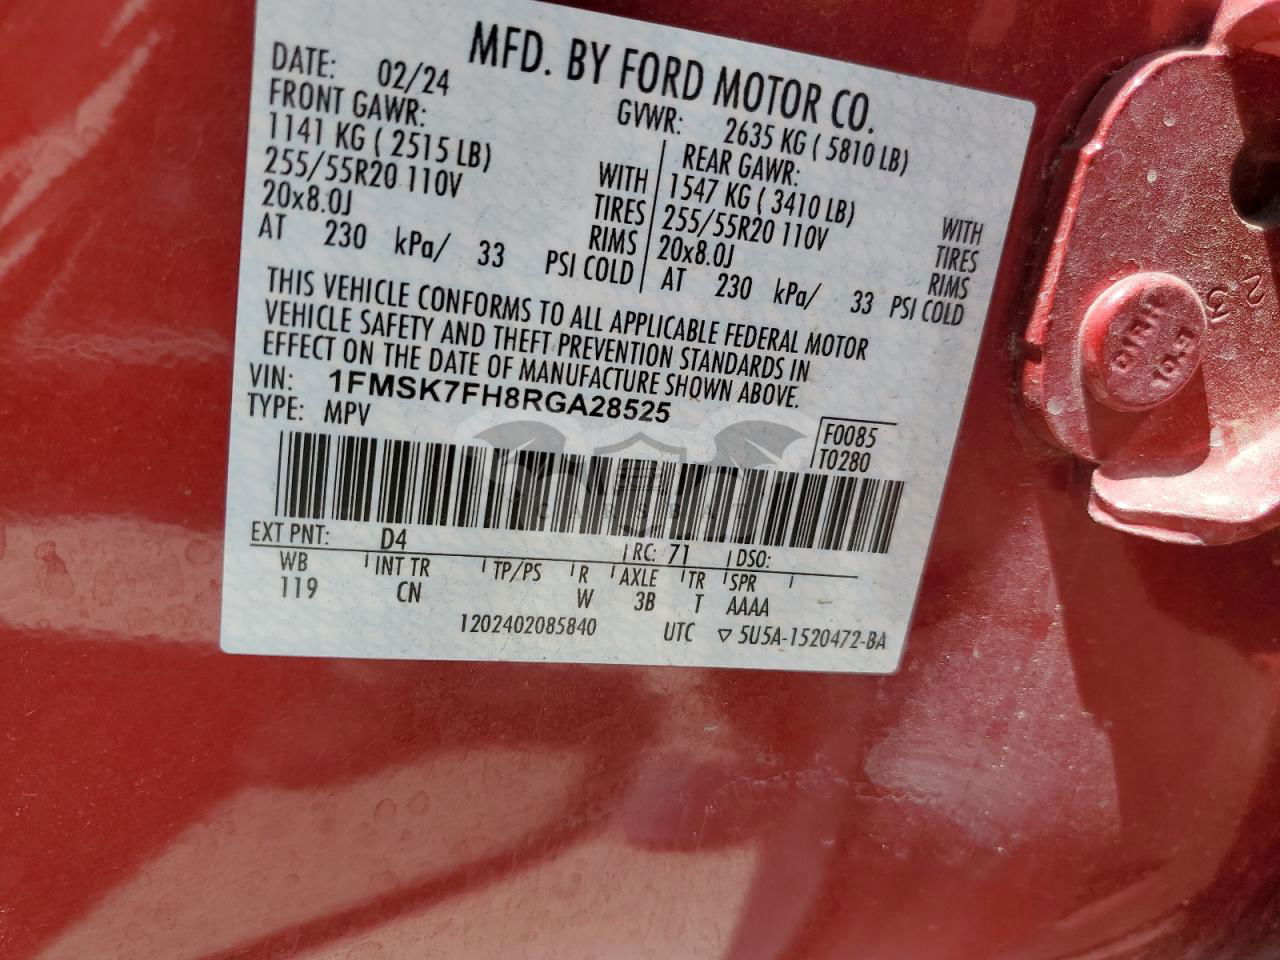 MFD. BY FORD MOTOR CO.
DATE: 02/24 GVWR: 2635 KG ( 5810 LB)
FRONT GAWR: REAR GAWR:
1141 KG ( 2515 LB) WITH 1547 KG ( 3410 LB) WITH
255/55R20 110V TIRES 255/55R20 110V TIRES
20x8.0J RIMS 20x8.0J RIMS
AT 230 kPa/ 33 PSI COLD AT 230 kPa/ 33 PSI COLD
THIS VEHICLE CONFORMS TO ALL APPLICABLE FEDERAL MOTOR
VEHICLE SAFETY AND THEFT PREVENTION STANDARDS IN
EFFECT ON THE DATE OF MANUFACTURE SHOWN ABOVE.
VIN: 1FMSK7FH8RGA28525
TYPE: MPV
F0085
T0280
EXT PNT: D4 RC: 71 DSO:
WB INT TR TP/PS R AXLE TR SPR
119 CN W 3B T AAAA
1202402085840 UTC ▽ 5U5A-1520472-BA
10.9